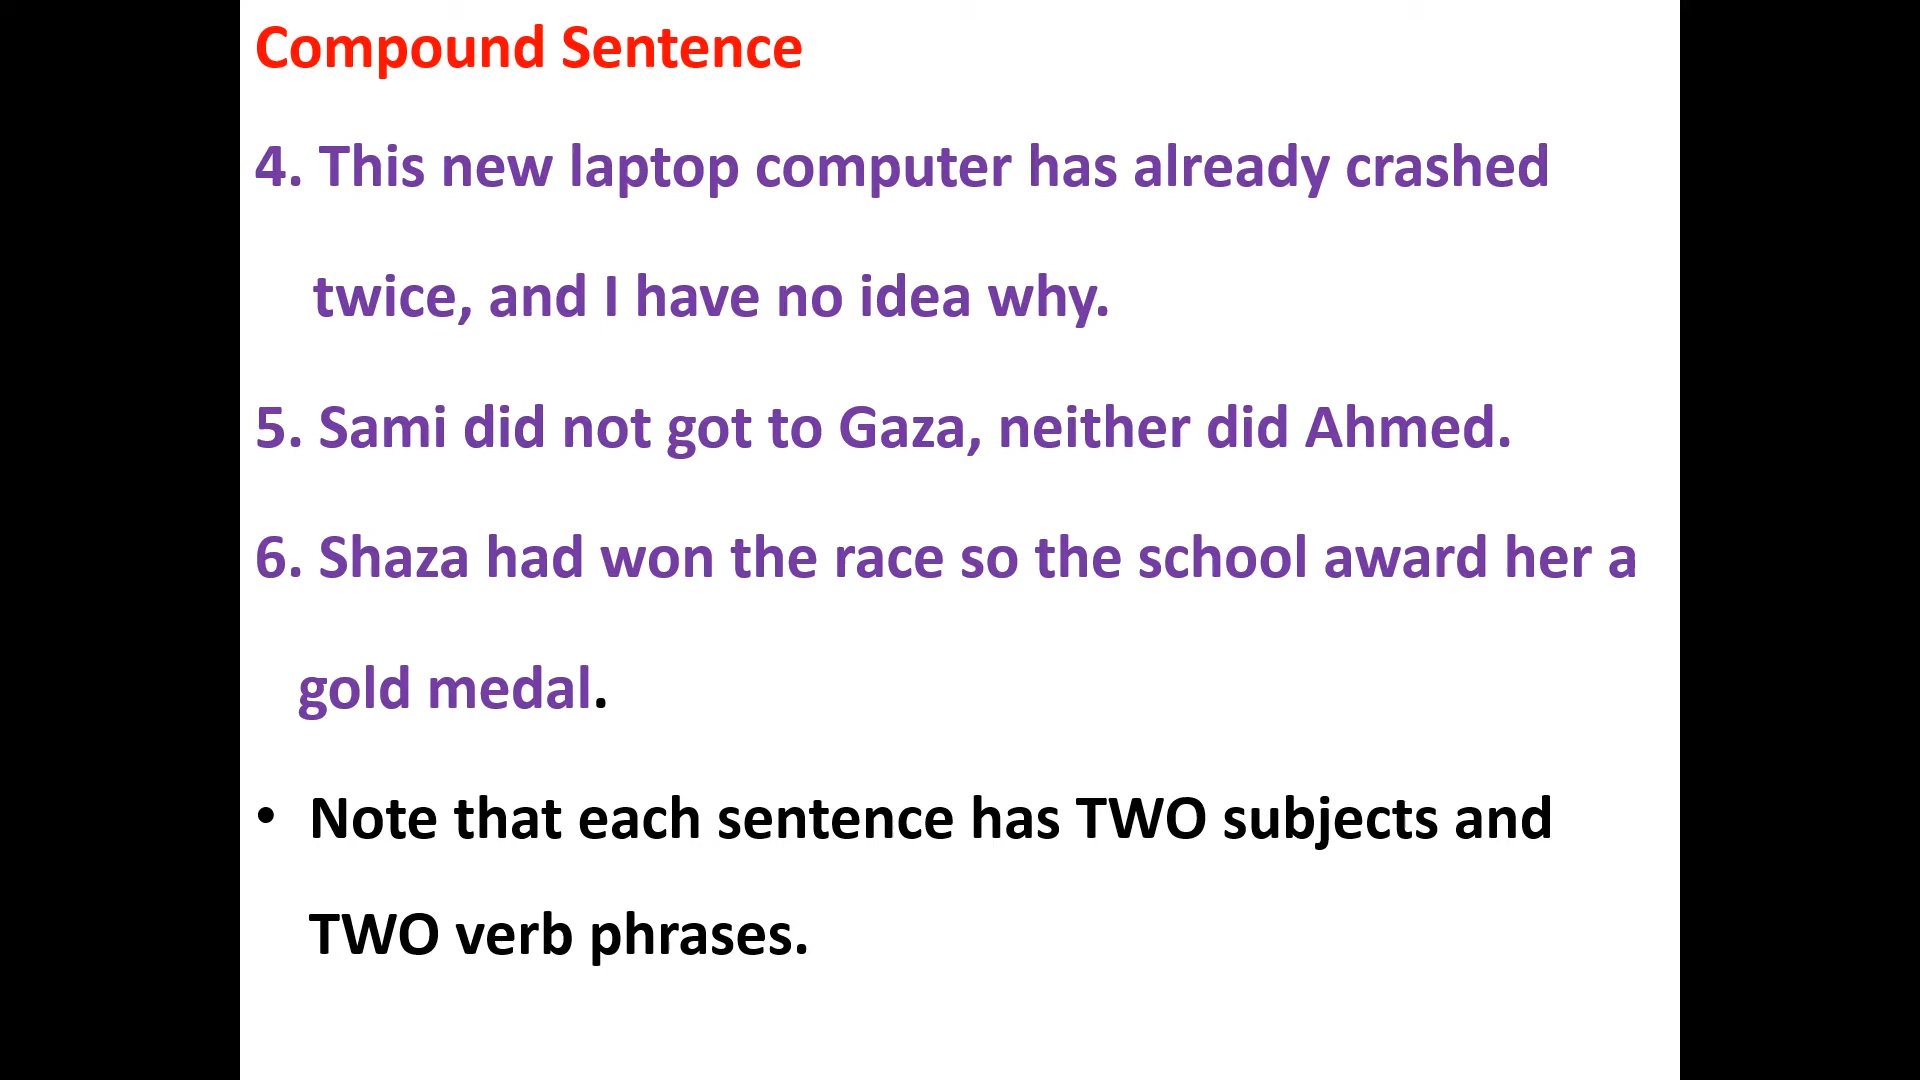 Compound Sentence
4. This new laptop computer has already crashed
twice, and I have no idea why.
5. Sami did not got to Gaza, neither did Ahmed.
6. Shaza had won the race so the school award her a
gold medal.
• Note that each sentence has TWO subjects and
TWO verb phrases.